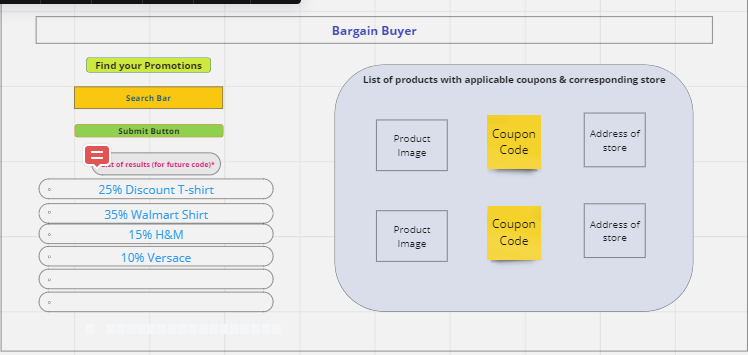 Bargain Buyer
Find your Promotions
Search Bar
Submit Button
of results (for future code)*
25% Discount T-shirt
35% Walmart Shirt
15% H&M
10% Versace
List of products with applicable coupons & corresponding store
Product
Image
Coupon
Code
Address of
store
Product
Image
Coupon
Code
Address of
store